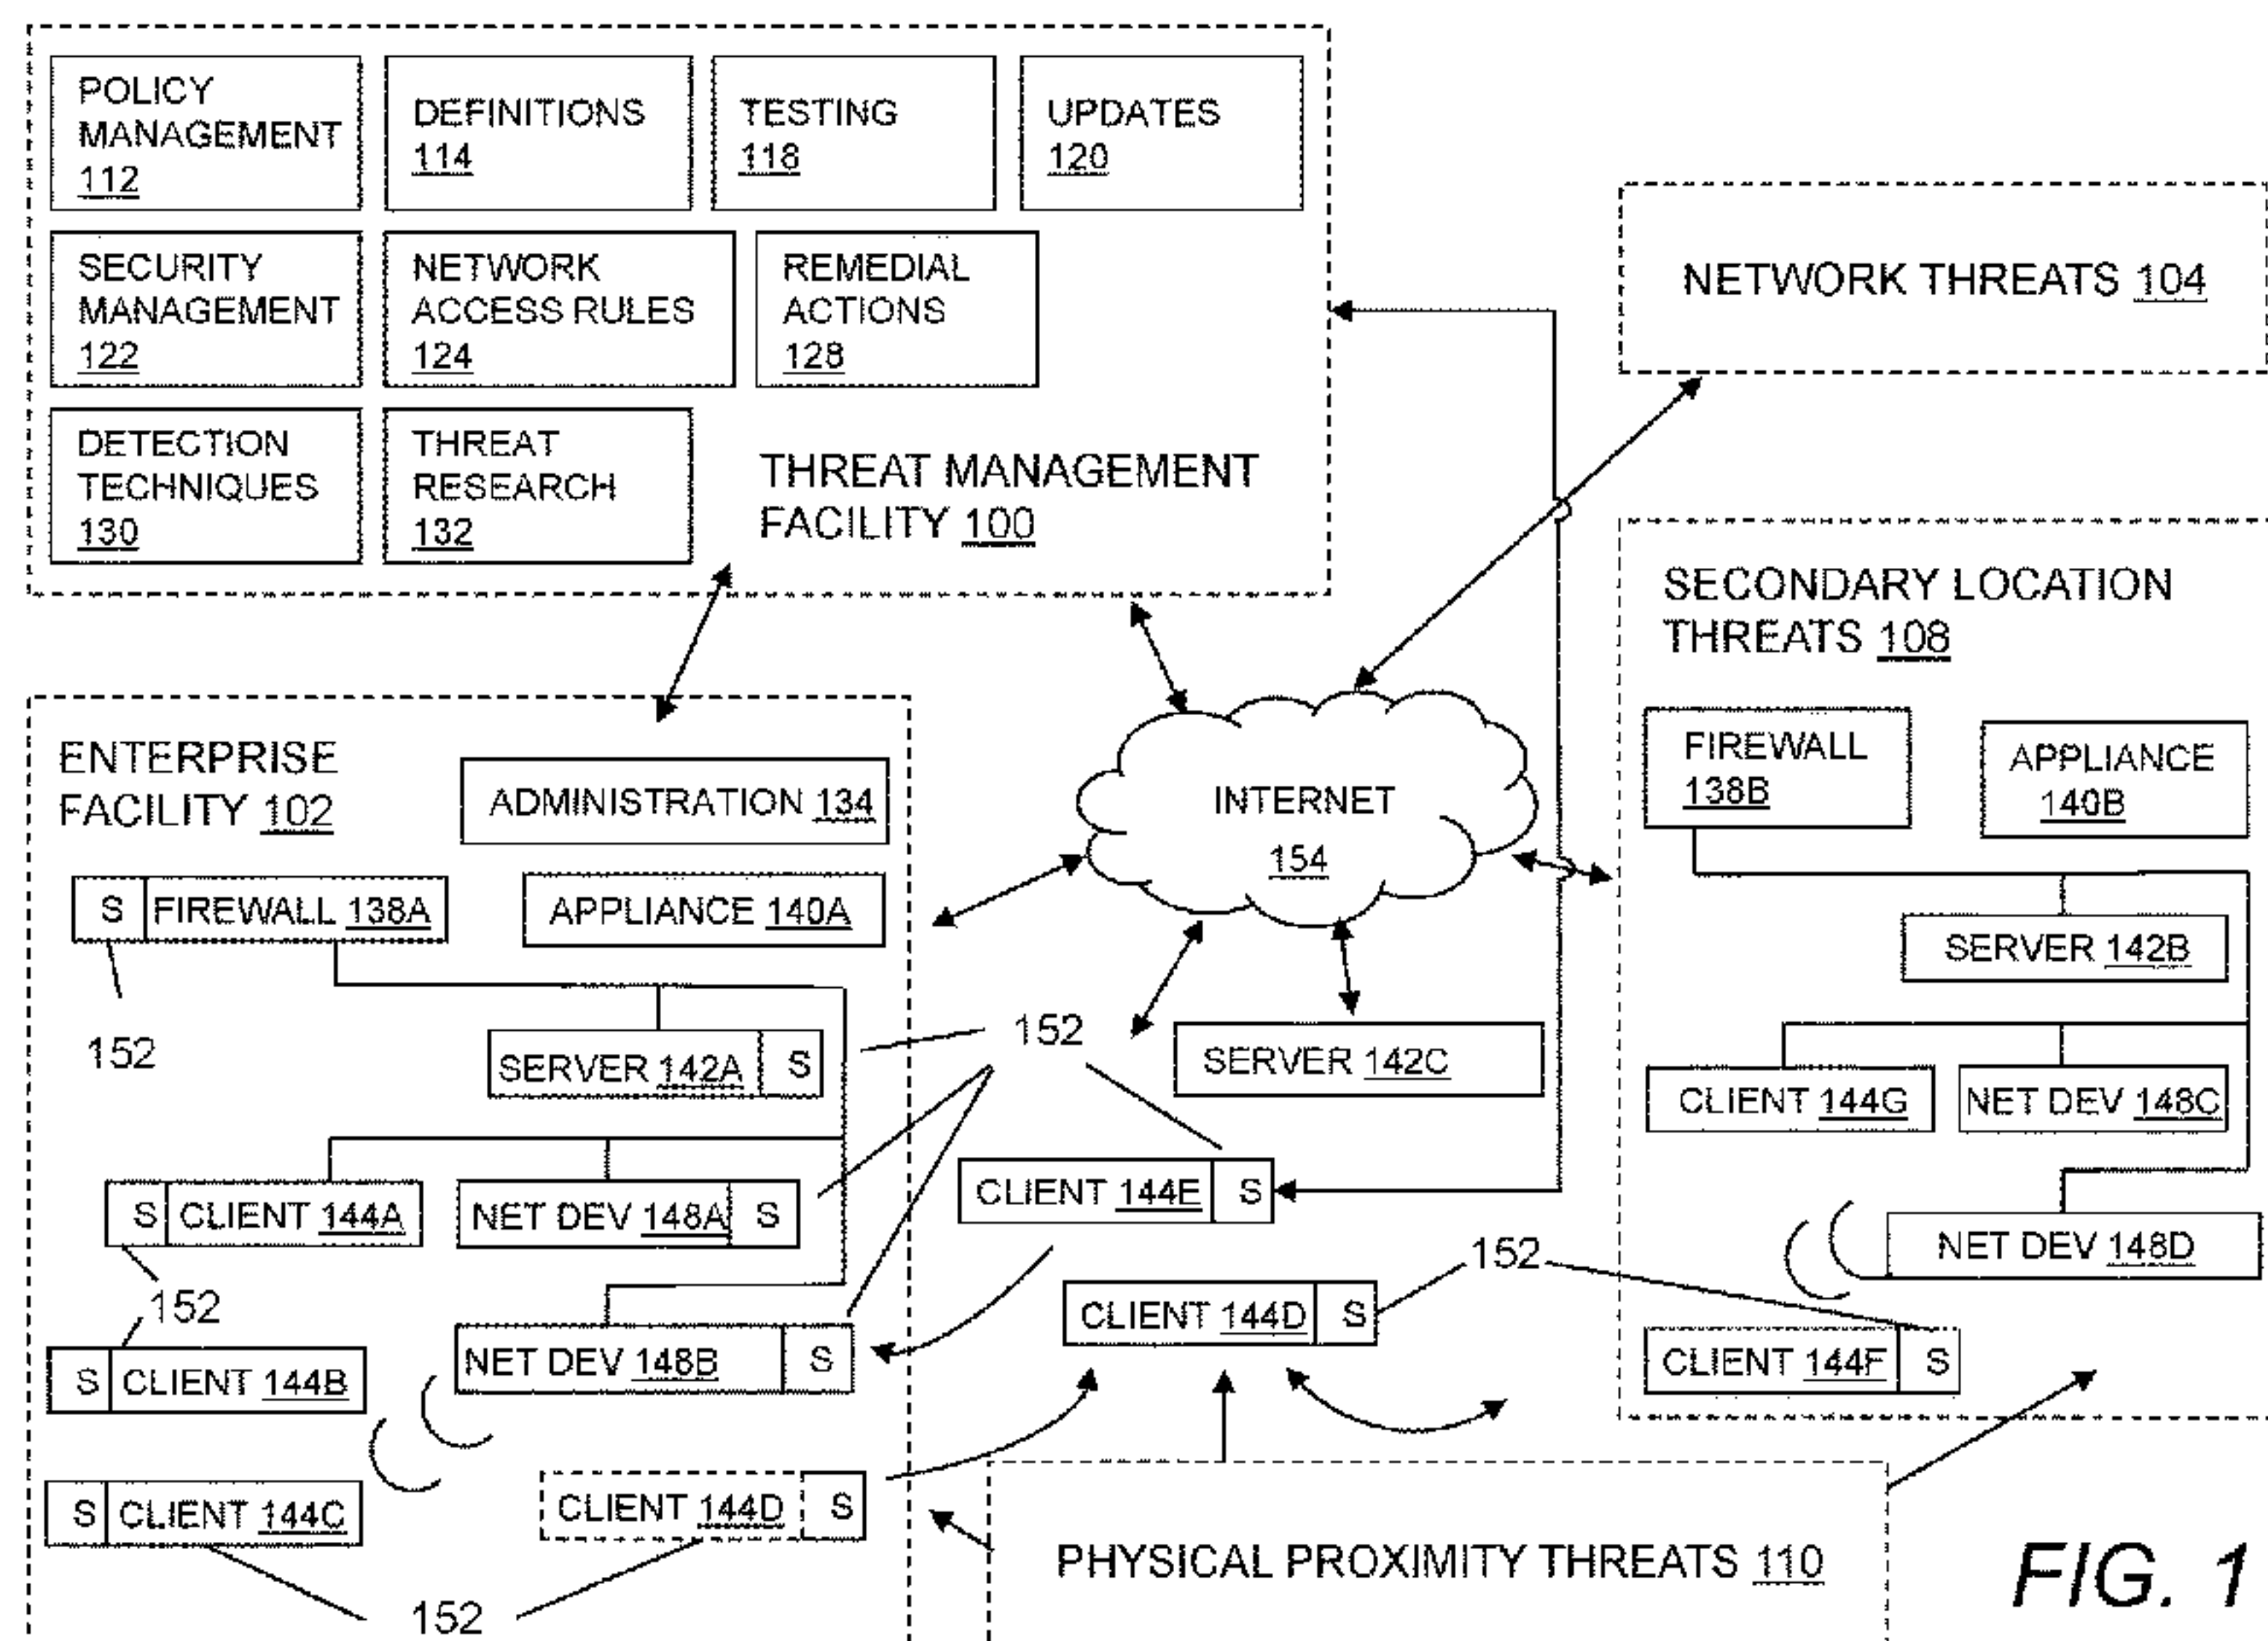 POLICY
MANAGEMENT
112
DEFINITIONS
114
TESTING
118
UPDATES
120
SECURITY
MANAGEMENT
122
NETWORK
ACCESS RULES
124
REMEDIAL
ACTIONS
128
DETECTION
TECHNIQUES
130
THREAT
RESEARCH
132
THREAT MANAGEMENT
FACILITY 100
NETWORK THREATS 104
SECONDARY LOCATION
THREATS 108
FIREWALL
138B
APPLIANCE
140B
SERVER 142B
CLIENT 144G
NET DEV 148C
NET DEV 148D
CLIENT 144F S
ENTERPRISE
FACILITY 102
ADMINISTRATION 134
S FIREWALL 138A
APPLIANCE 140A
152
SERVER 142A S
S CLIENT 144A
NET DEV 148A S
152
S CLIENT 144B
NET DEV 148B S
S CLIENT 144C
CLIENT 144D S
152
INTERNET
154
152
SERVER 142C
CLIENT 144E S
152
CLIENT 144D S
PHYSICAL PROXIMITY THREATS 110
FIG. 1